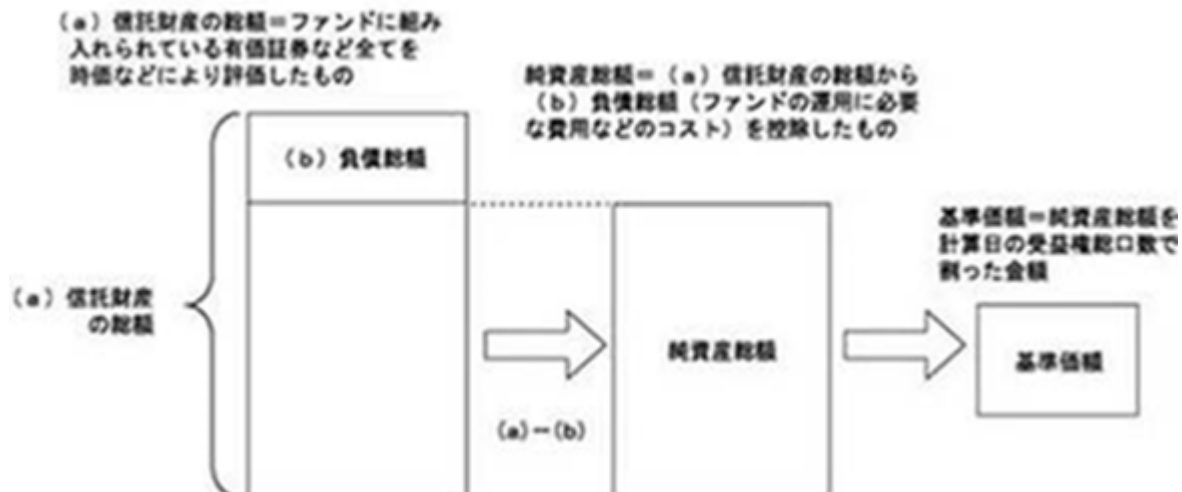 (a)信託財産の総額=ファンドに組み
入れられている有価証券など全てを
時価などにより評価したもの
純資産総額=(a)信託財産の総額から
(b)負債総額(ファンドの運用に必要
な費用などのコスト)を控除したもの
(b)負債総額
基準価額=純資産総額を
計算日の受益権総口数で
割った金額
(a)信託財産
の総額
純資産総額
基準価額
(a)-(b)